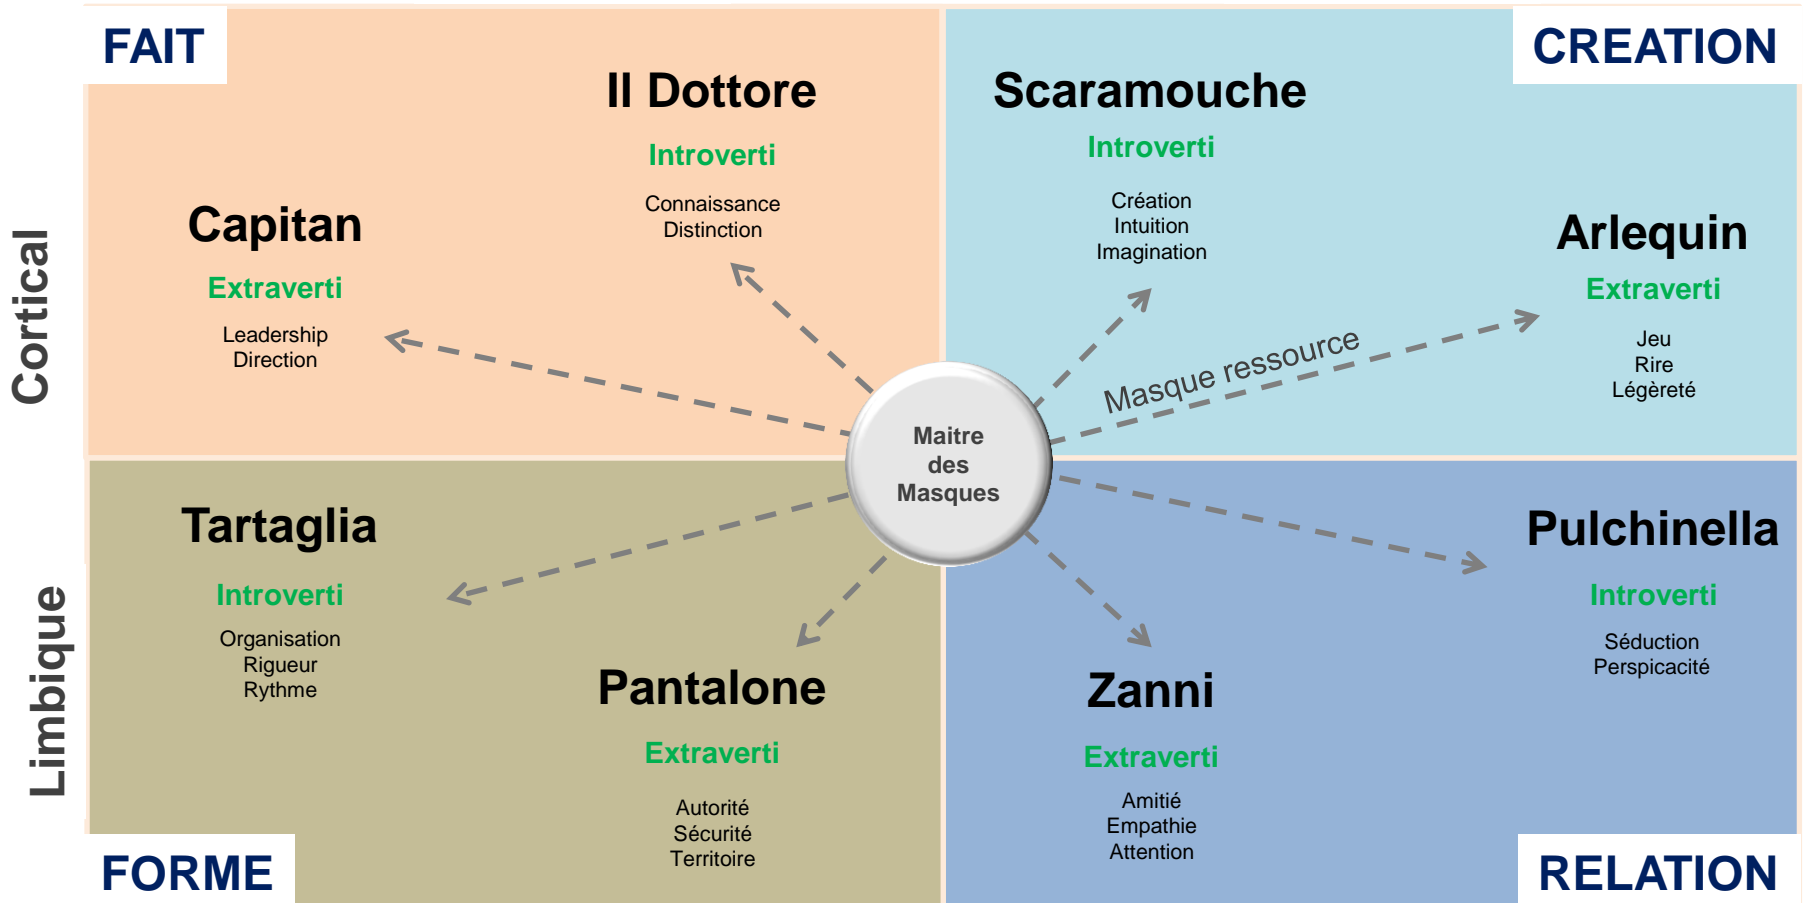 FAIT
CREATION
Il Dottore
Introverti
Connaissance
Distinction
Scaramouche
Introverti
Création
Intuition
Imagination
Capitan
Extraverti
Leadership
Direction
Arlequin
Extraverti
Jeu
Rire
Légèreté
Cortical
Masque ressource
Maitre
des
Masques
Tartaglia
Introverti
Organisation
Rigueur
Rythme
Pulchinella
Introverti
Séduction
Perspicacité
Limbique
Pantalone
Extraverti
Autorité
Sécurité
Territoire
Zanni
Extraverti
Amitié
Empathie
Attention
FORME
RELATION